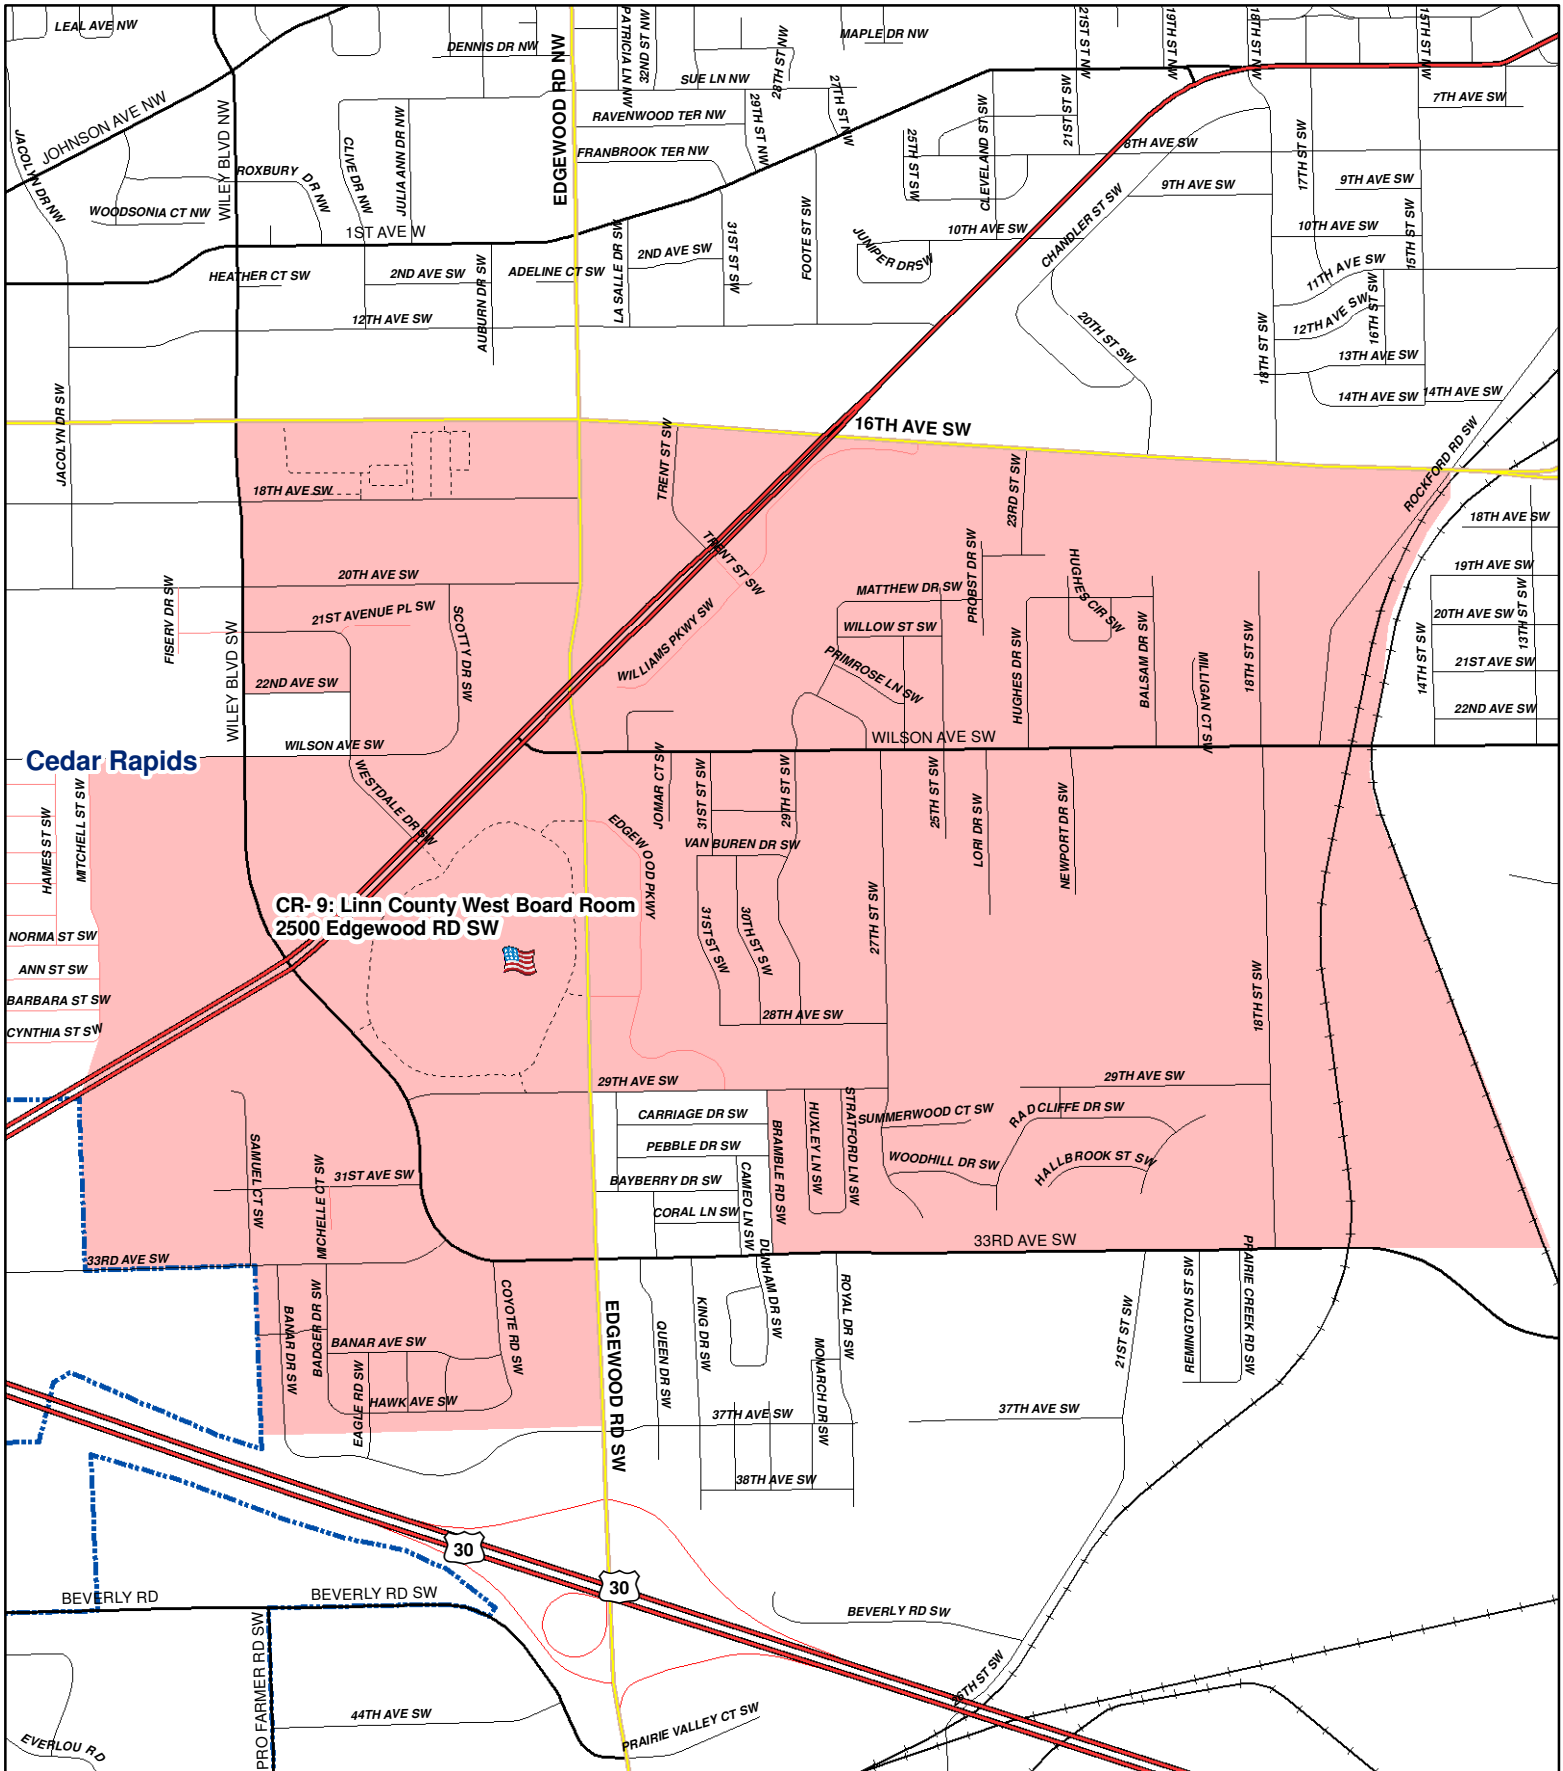 LEAL AVE NW
DENNIS DR NW
EDGEWOOD RD NW
PATRICIA LN NW
32ND ST NW
SUE LN NW
28TH ST NW
MAPLE DR NW
27TH ST NW
21ST ST NW
19TH ST NW
18TH ST NW
15TH ST NW
7TH AVE SW
JOHNSON AVE NW
JACOLYN DR NW
WILEY BLVD NW
ROXBURY DR NW
WOODSONIA CT NW
CLIVE DR NW
JULIA ANN DR NW
RAVENWOOD TER NW
29TH ST NW
FRANBROOK TER NW
25TH ST SW
CLEVELAND ST SW
21ST ST SW
8TH AVE SW
17TH ST SW
9TH AVE SW
9TH AVE SW
1ST AVE W
HEATHER CT SW
2ND AVE SW
AUBURN DR SW
ADELINE CT SW
LA SALLE DR SW
2ND AVE SW
31ST ST SW
FOOTE ST SW
JUNIPER DR SW
10TH AVE SW
CHANDLER ST SW
10TH AVE SW
15TH ST SW
11TH AVE SW
12TH AVE SW
16TH ST SW
12TH AVE SW
20TH ST SW
18TH ST SW
13TH AVE SW
14TH AVE SW
14TH AVE SW
JACOLYN DR SW
16TH AVE SW
TRENT ST SW
23RD ST SW
ROCKFORD RD SW
18TH AVE SW
18TH AVE SW
TRENT ST SW
20TH AVE SW
FISERV DR SW
21ST AVENUE PL SW
SCOTTY DR SW
WILLIAMS PKWY SW
MATTHEW DR SW
PROBST DR SW
HUGHES CIR SW
19TH AVE SW
20TH AVE SW
13TH ST SW
WILLOW ST SW
PRIMROSE LN SW
HUGHES DR SW
BALSAM DR SW
MILLIGAN CT SW
18TH ST SW
14TH ST SW
21ST AVE SW
22ND AVE SW
WILEY BLVD SW
22ND AVE SW
WILSON AVE SW
WILSON AVE SW
Cedar Rapids
HAMES ST SW
MITCHELL ST SW
WESTDALE DR SW
JOMAR CT SW
31ST ST SW
29TH ST SW
25TH ST SW
LORI DR SW
NEWPORT DR SW
EDGEWOOD PKWY
VAN BUREN DR SW
CR- 9: Linn County West Board Room
2500 Edgewood RD SW
31ST ST SW
30TH ST SW
27TH ST SW
NORMA ST SW
ANN ST SW
BARBARA ST SW
CYNTHIA ST SW
28TH AVE SW
18TH ST SW
29TH AVE SW
29TH AVE SW
CARRIAGE DR SW
PEBBLE DR SW
BAYBERRY DR SW
CORAL LN SW
CAMEO LN SW
BRAMBLE RD SW
HUXLEY LN SW
STRATFORD LN SW
SUMMERWOOD CT SW
RADCLIFFE DR SW
WOODHILL DR SW
HALLBROOK ST SW
SAMUEL CT SW
MICHELLE CT SW
31ST AVE SW
33RD AVE SW
33RD AVE SW
BANAR DR SW
BADGER DR SW
BANAR AVE SW
COYOTE RD SW
EAGLE RD SW
HAWK AVE SW
EDGEWOOD RD SW
QUEEN DR SW
KING DR SW
DUNHAM DR SW
ROYAL DR SW
MONARCH DR SW
21ST ST SW
REMINGTON ST SW
PRAIRIE CREEK RD SW
37TH AVE SW
37TH AVE SW
38TH AVE SW
30
30
BEVERLY RD
BEVERLY RD SW
BEVERLY RD SW
PRO FARMER RD SW
26TH ST SW
44TH AVE SW
PRAIRIE VALLEY CT SW
EVERLOU RD